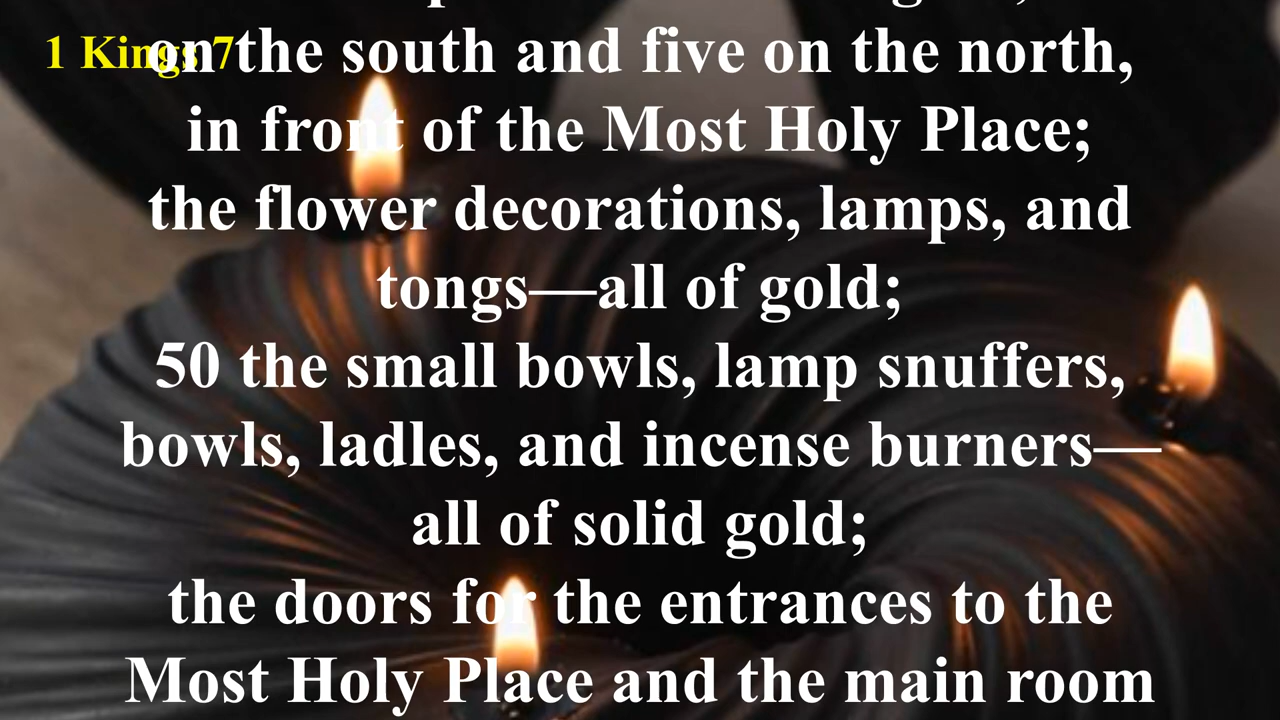 1 Kings 7
on the south and five on the north,
in front of the Most Holy Place;
the flower decorations, lamps, and
tongs—all of gold;
50 the small bowls, lamp snuffers,
bowls, ladles, and incense burners—
all of solid gold;
the doors for the entrances to the
Most Holy Place and the main room